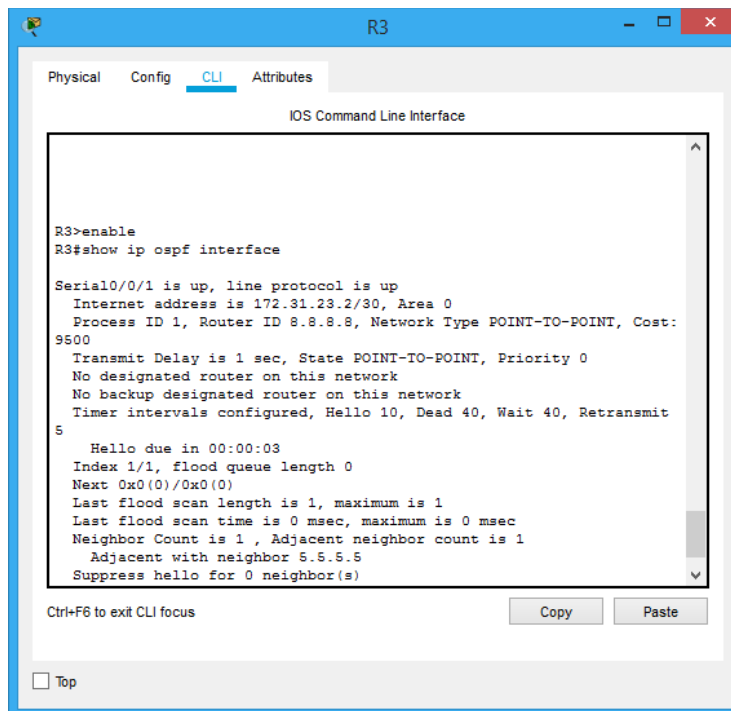 R3
Physical Config CLI Attributes
IOS Command Line Interface
R3>enable
R3#show ip ospf interface
Serial0/0/1 is up, line protocol is up
Internet address is 172.31.23.2/30, Area 0
Process ID 1, Router ID 8.8.8.8, Network Type POINT-TO-POINT, Cost:
9500
Transmit Delay is 1 sec, State POINT-TO-POINT, Priority 0
No designated router on this network
No backup designated router on this network
Timer intervals configured, Hello 10, Dead 40, Wait 40, Retransmit
5
Hello due in 00:00:03
Index 1/1, flood queue length 0
Next 0x0(0)/0x0(0)
Last flood scan length is 1, maximum is 1
Last flood scan time is 0 msec, maximum is 0 msec
Neighbor Count is 1 , Adjacent neighbor count is 1
Adjacent with neighbor 5.5.5.5
Suppress hello for 0 neighbor(s)
Ctrl+F6 to exit CLI focus
Copy Paste
Top